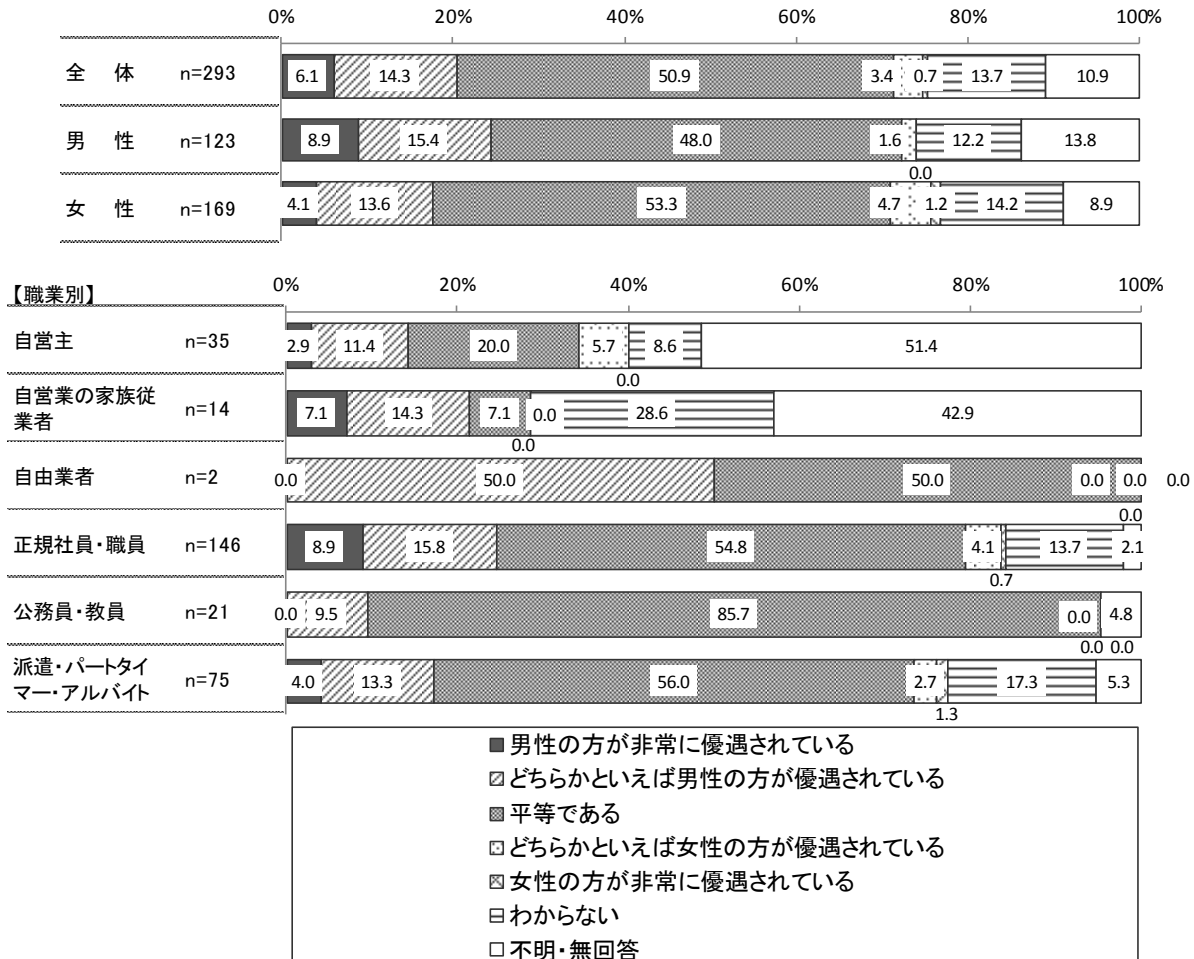 0% 20% 40% 60% 80% 100%
全　体 n=293 6.1 14.3 50.9 3.4 0.7 13.7 10.9
男　性 n=123 8.9 15.4 48.0 1.6 12.2 13.8
0.0
女　性 n=169 4.1 13.6 53.3 4.7 1.2 14.2 8.9
【職業別】 0% 20% 40% 60% 80% 100%
自営主 n=35 2.9 11.4 20.0 5.7 8.6 51.4
0.0
自営業の家族従
業者 n=14 7.1 14.3 7.1 0.0 28.6 42.9
0.0
自由業者 n=2 0.0 50.0 50.0 0.0 0.0 0.0
0.0
正規社員・職員 n=146 8.9 15.8 54.8 4.1 13.7 2.1
0.7
公務員・教員 n=21 0.0 9.5 85.7 0.0 4.8
0.0 0.0
派遣・パートタイ
マー・アルバイト n=75 4.0 13.3 56.0 2.7 17.3 5.3
1.3
男性の方が非常に優遇されている
どちらかといえば男性の方が優遇されている
平等である
どちらかといえば女性の方が優遇されている
女性の方が非常に優遇されている
わからない
不明・無回答